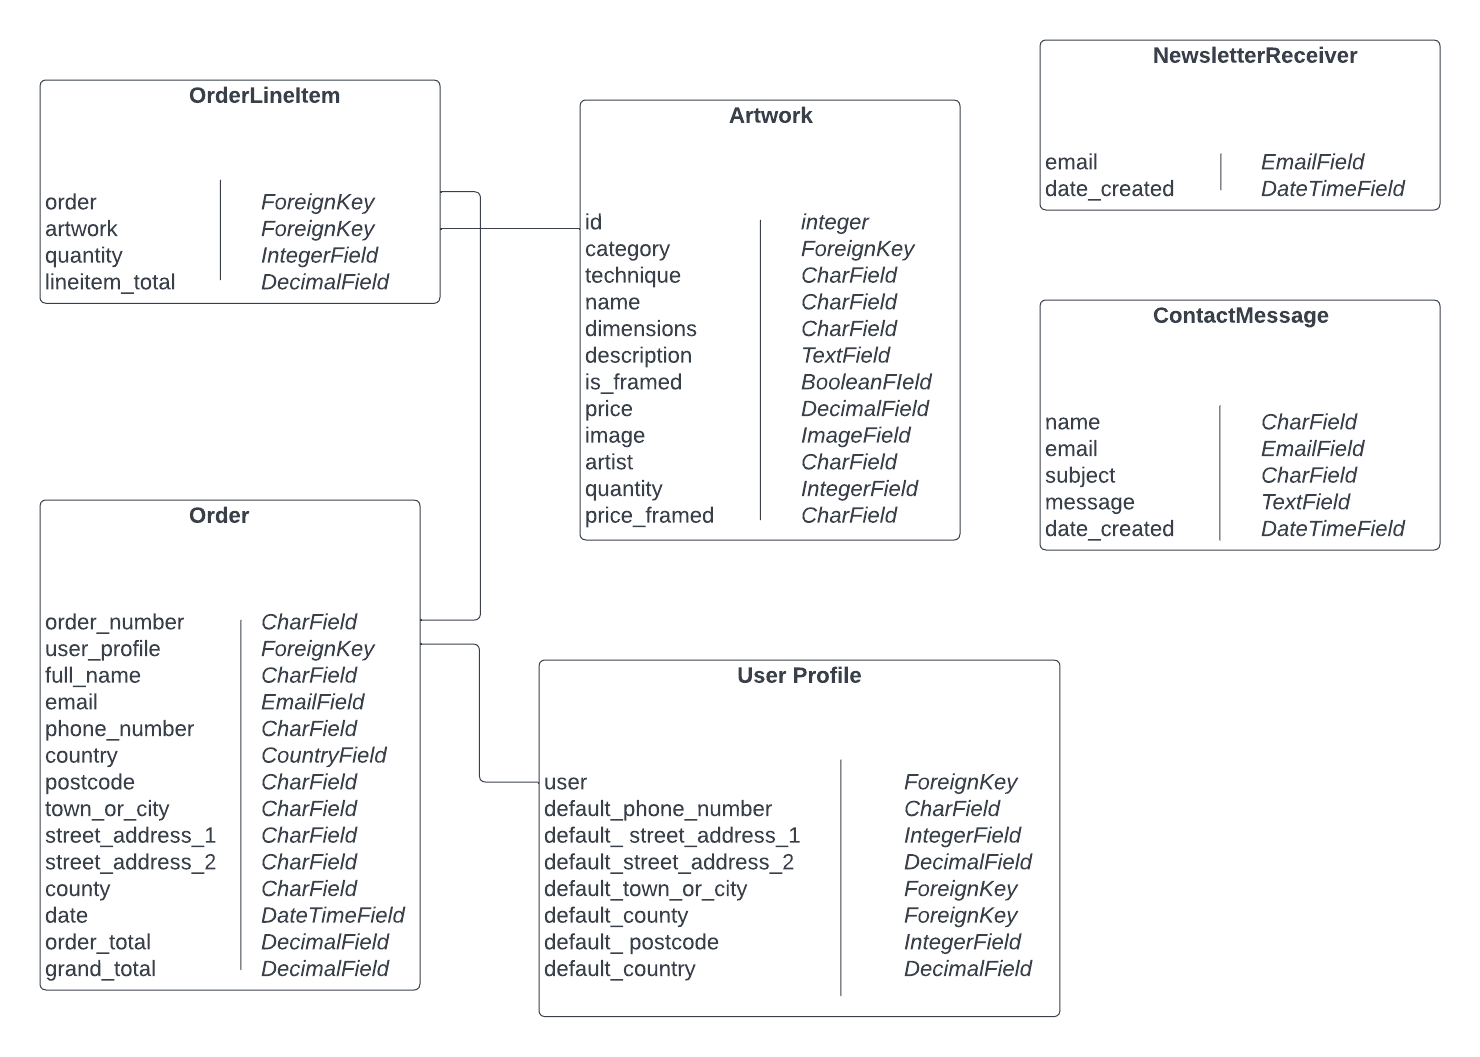 OrderLineItem
order ForeignKey
artwork ForeignKey
quantity IntegerField
lineitem_total DecimalField
Artwork
id integer
category ForeignKey
technique CharField
name CharField
dimensions CharField
description TextField
is_framed BooleanFIeld
price DecimalField
image ImageField
artist CharField
quantity IntegerField
price_framed CharField
NewsletterReceiver
email EmailField
date_created DateTimeField
ContactMessage
name CharField
email EmailField
subject CharField
message TextField
date_created DateTimeField
Order
order_number CharField
user_profile ForeignKey
full_name CharField
email EmailField
phone_number CharField
country CountryField
postcode CharField
town_or_city CharField
street_address_1 CharField
street_address_2 CharField
county CharField
date DateTimeField
order_total DecimalField
grand_total DecimalField
User Profile
user ForeignKey
default_phone_number CharField
default_ street_address_1 IntegerField
default_street_address_2 DecimalField
default_town_or_city ForeignKey
default_county ForeignKey
default_ postcode IntegerField
default_country DecimalField